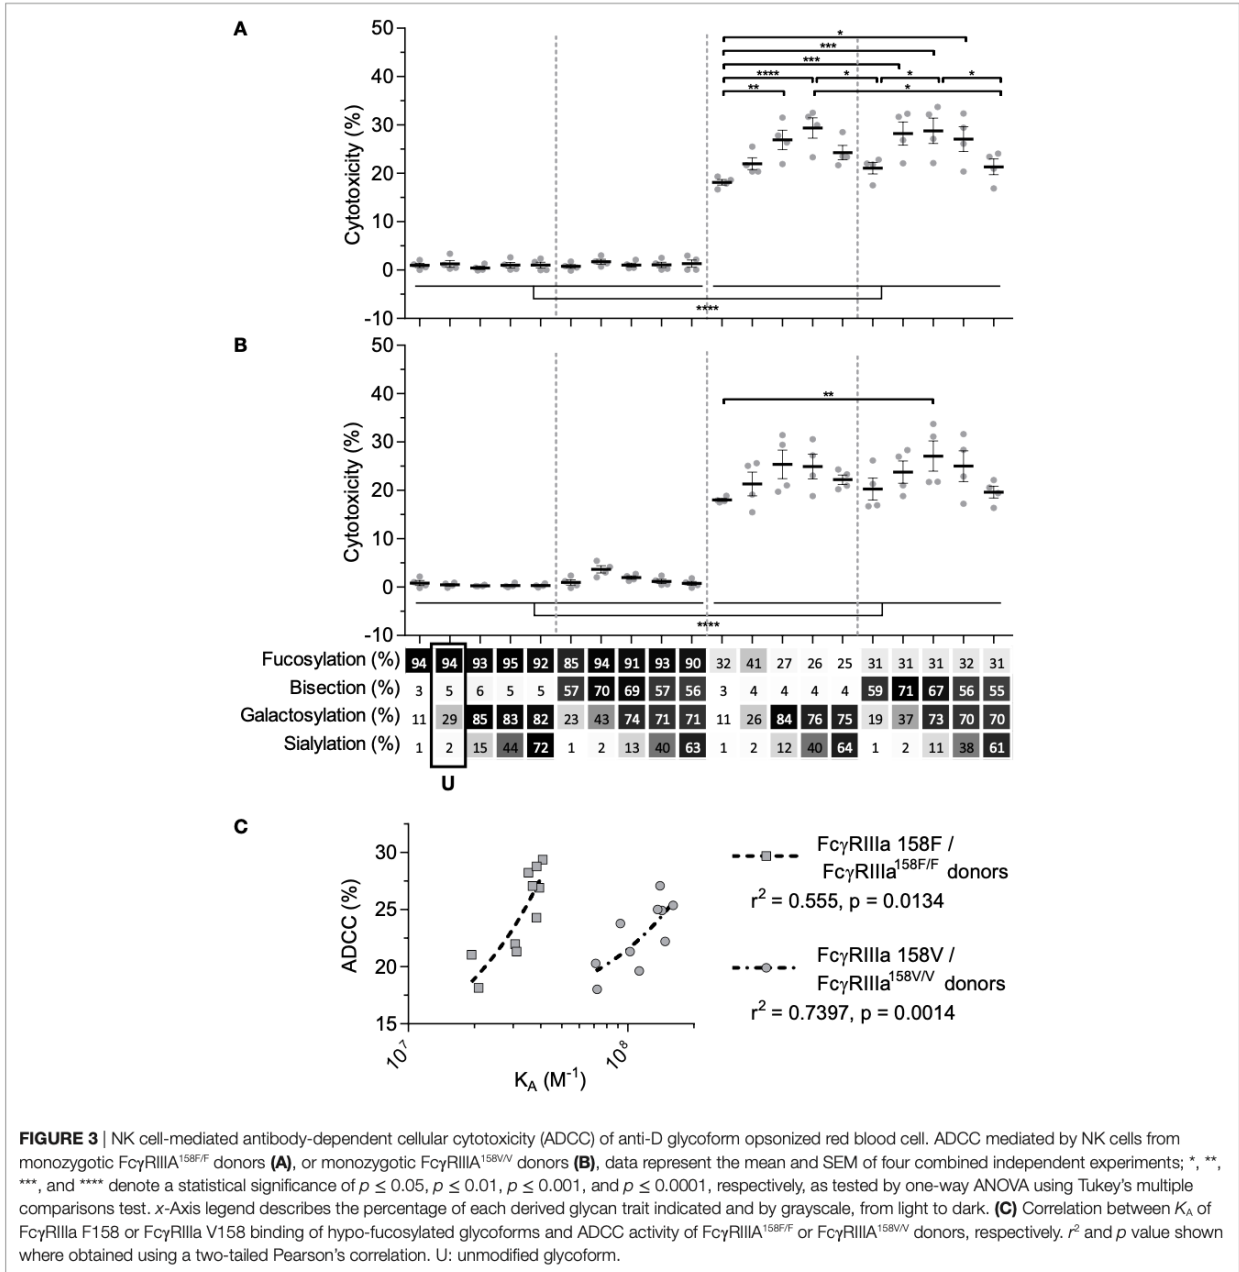 A
50
40
30
20
10
0
-10
Cytotoxicity (%)
*
***
***
**** * * *
** *
****
B
50
40
30
20
10
0
-10
Cytotoxicity (%)
**
****
Fucosylation (%) 94 94 93 95 92 85 94 91 93 90 32 41 27 26 25 31 31 31 32 31
Bisection (%) 3 5 6 5 5 57 70 69 57 56 3 4 4 4 4 59 71 67 56 55
Galactosylation (%) 11 29 85 83 82 23 43 74 71 71 11 26 84 76 75 19 37 73 70 70
Sialylation (%) 1 2 15 44 72 1 2 13 40 63 1 2 12 40 64 1 2 11 38 61
U
C
30
25
20
15
ADCC (%)
10⁷ 10⁸
K_A (M⁻¹)
FcγRIIIa 158F /
FcγRIIIa¹⁵⁸F/F donors
r² = 0.555, p = 0.0134
FcγRIIIa 158V /
FcγRIIIa¹⁵⁸V/V donors
r² = 0.7397, p = 0.0014
FIGURE 3 | NK cell-mediated antibody-dependent cellular cytotoxicity (ADCC) of anti-D glycoform opsonized red blood cell. ADCC mediated by NK cells from
monozygotic FcγRIIIA¹⁵⁸F/F donors (A), or monozygotic FcγRIIIA¹⁵⁸V/V donors (B), data represent the mean and SEM of four combined independent experiments; *, **,
***, and **** denote a statistical significance of p ≤ 0.05, p ≤ 0.01, p ≤ 0.001, and p ≤ 0.0001, respectively, as tested by one-way ANOVA using Tukey's multiple
comparisons test. x-Axis legend describes the percentage of each derived glycan trait indicated and by grayscale, from light to dark. (C) Correlation between K_A of
FcγRIIIa F158 or FcγRIIIa V158 binding of hypo-fucosylated glycoforms and ADCC activity of FcγRIIIA¹⁵⁸F/F or FcγRIIIA¹⁵⁸V/V donors, respectively. r² and p value shown
where obtained using a two-tailed Pearson's correlation. U: unmodified glycoform.